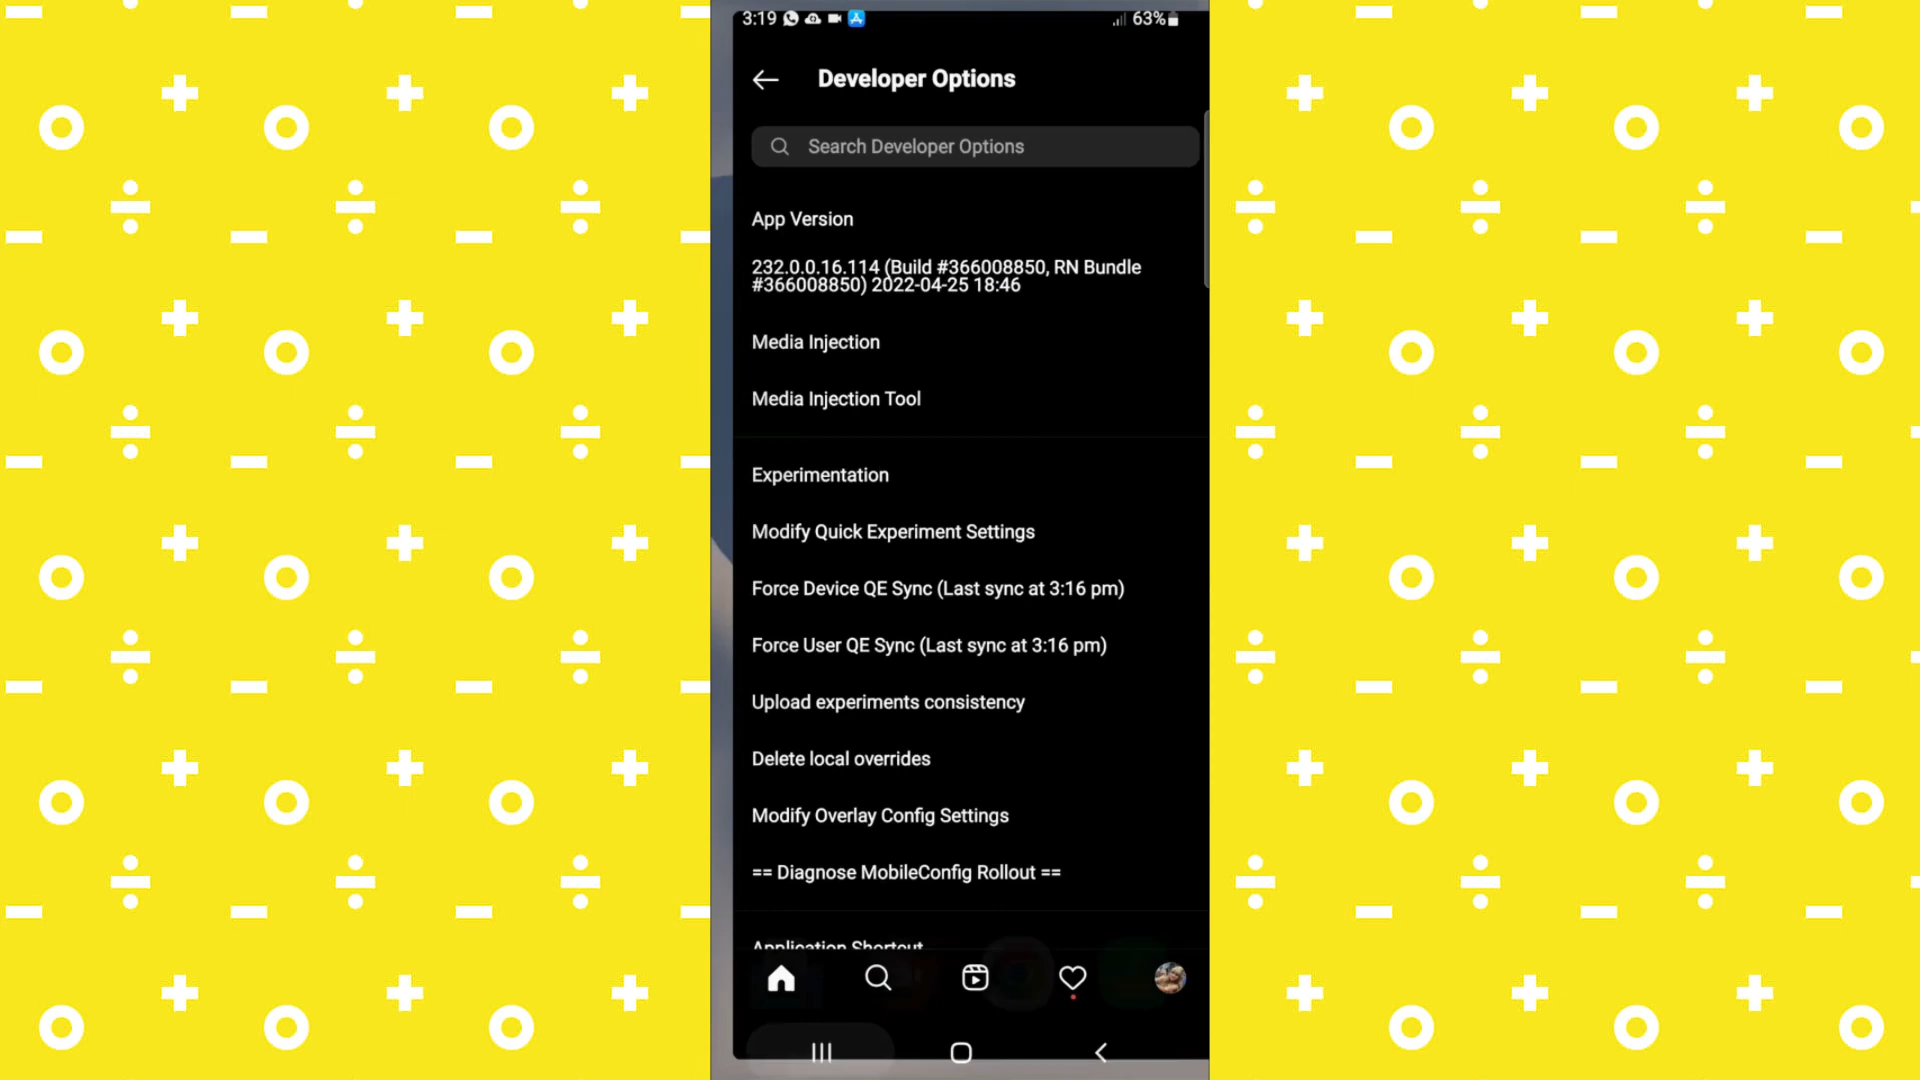 3:19
63%
Developer Options
Search Developer Options
App Version
232.0.0.16.114 (Build #366008850, RN Bundle
#366008850) 2022-04-25 18:46
Media Injection
Media Injection Tool
Experimentation
Modify Quick Experiment Settings
Force Device QE Sync (Last sync at 3:16 pm)
Force User QE Sync (Last sync at 3:16 pm)
Upload experiments consistency
Delete local overrides
Modify Overlay Config Settings
== Diagnose MobileConfig Rollout ==
Application Shortcut